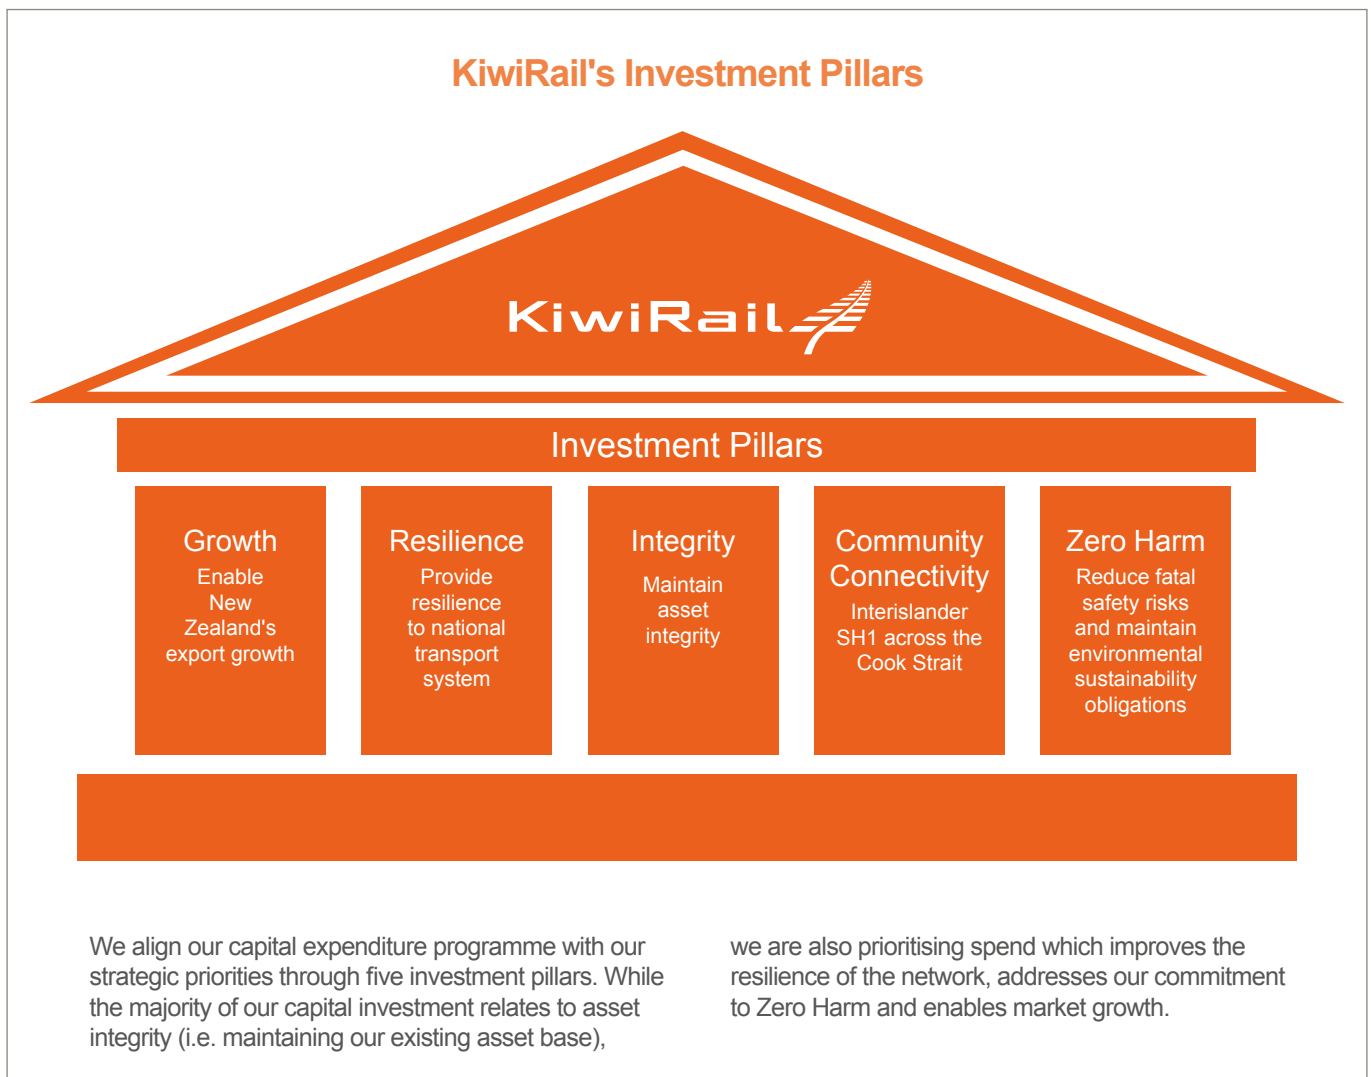 KiwiRail's Investment Pillars
KiwiRail
Investment Pillars
Growth
Enable
New
Zealand's
export growth
Resilience
Provide
resilience
to national
transport
system
Integrity
Maintain
asset
integrity
Community
Connectivity
Interislander
SH1 across the
Cook Strait
Zero Harm
Reduce fatal
safety risks
and maintain
environmental
sustainability
obligations
We align our capital expenditure programme with our
strategic priorities through five investment pillars. While
the majority of our capital investment relates to asset
integrity (i.e. maintaining our existing asset base),
we are also prioritising spend which improves the
resilience of the network, addresses our commitment
to Zero Harm and enables market growth.